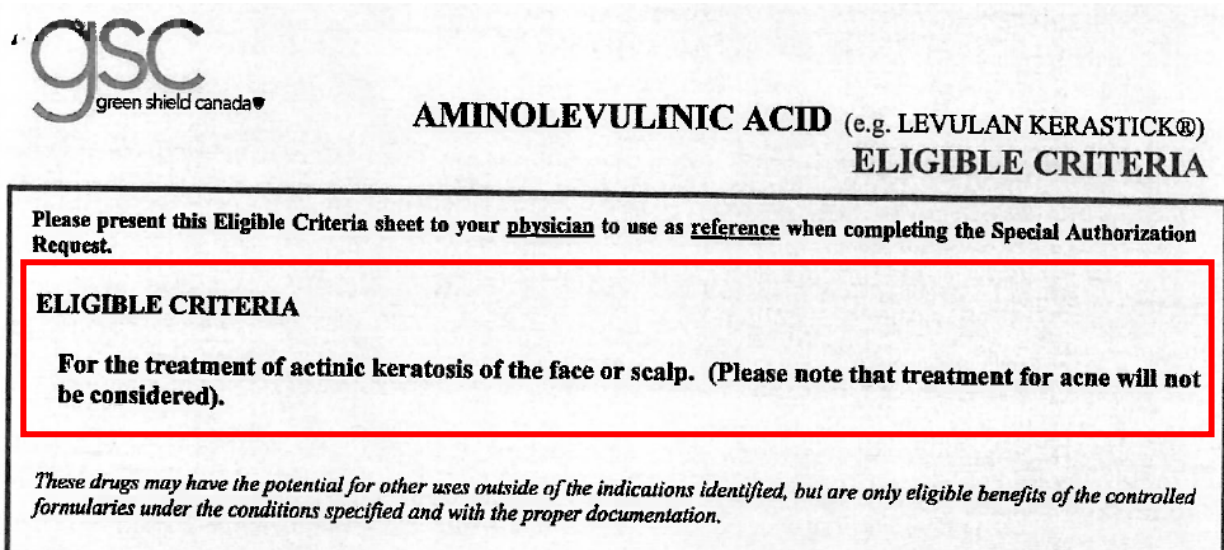 gsc
green shield canada
AMINOLEVULINIC ACID (e.g. LEVULAN KERASTICK®)
ELIGIBLE CRITERIA
Please present this Eligible Criteria sheet to your physician to use as reference when completing the Special Authorization
Request.
ELIGIBLE CRITERIA
For the treatment of actinic keratosis of the face or scalp. (Please note that treatment for acne will not
be considered).
These drugs may have the potential for other uses outside of the indications identified, but are only eligible benefits of the controlled
formularies under the conditions specified and with the proper documentation.